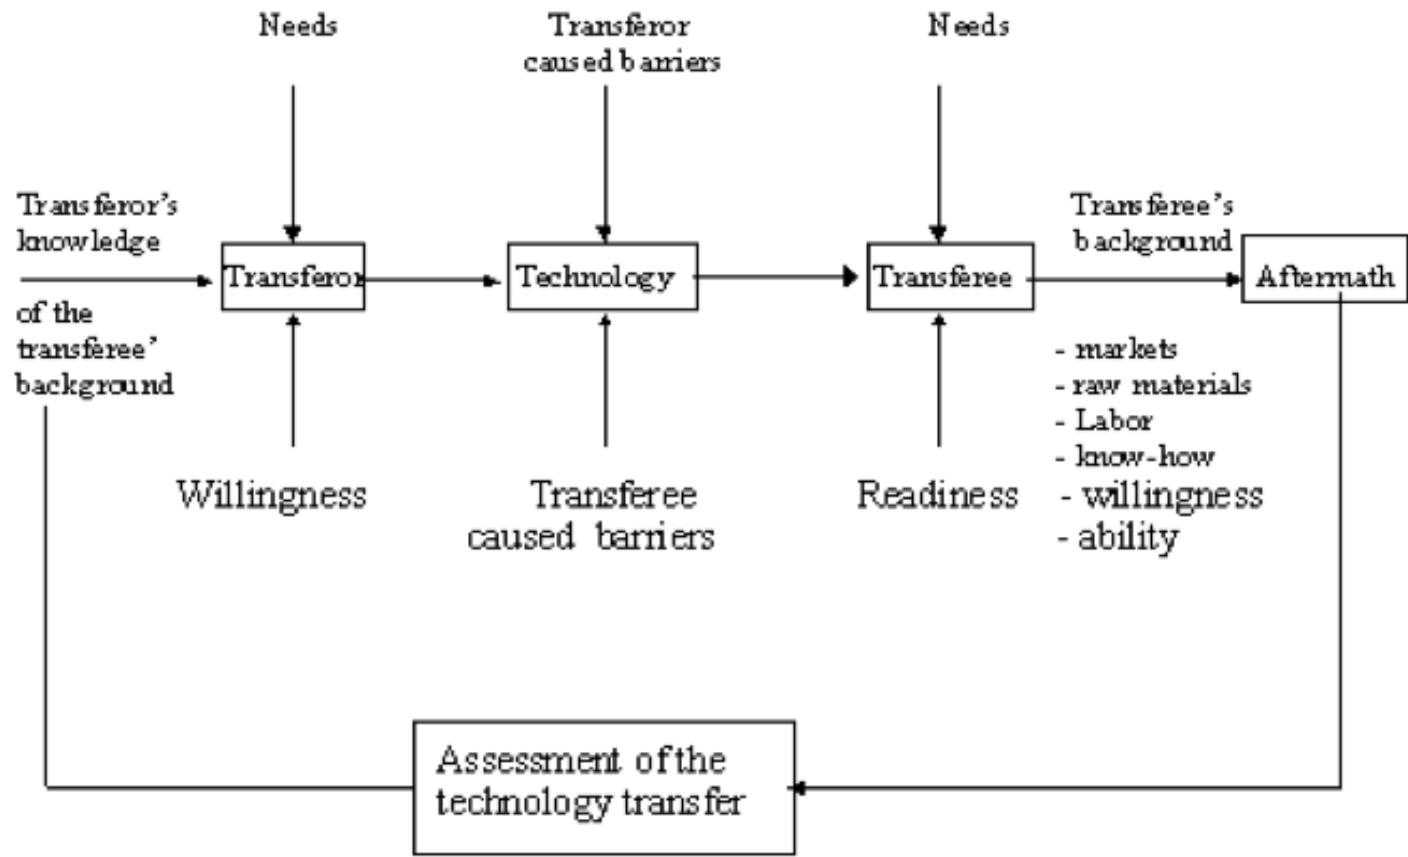 Needs
Transferor
caused barriers
Needs
Transferor's
knowledge
of the
transferee'
background
Transferor
Technology
Transferee
Transferee's
background
Aftermath
- markets
- raw materials
- Labor
- know-how
- willingness
- ability
Willingness
Transferee
caused barriers
Readiness
Assessment of the
technology transfer